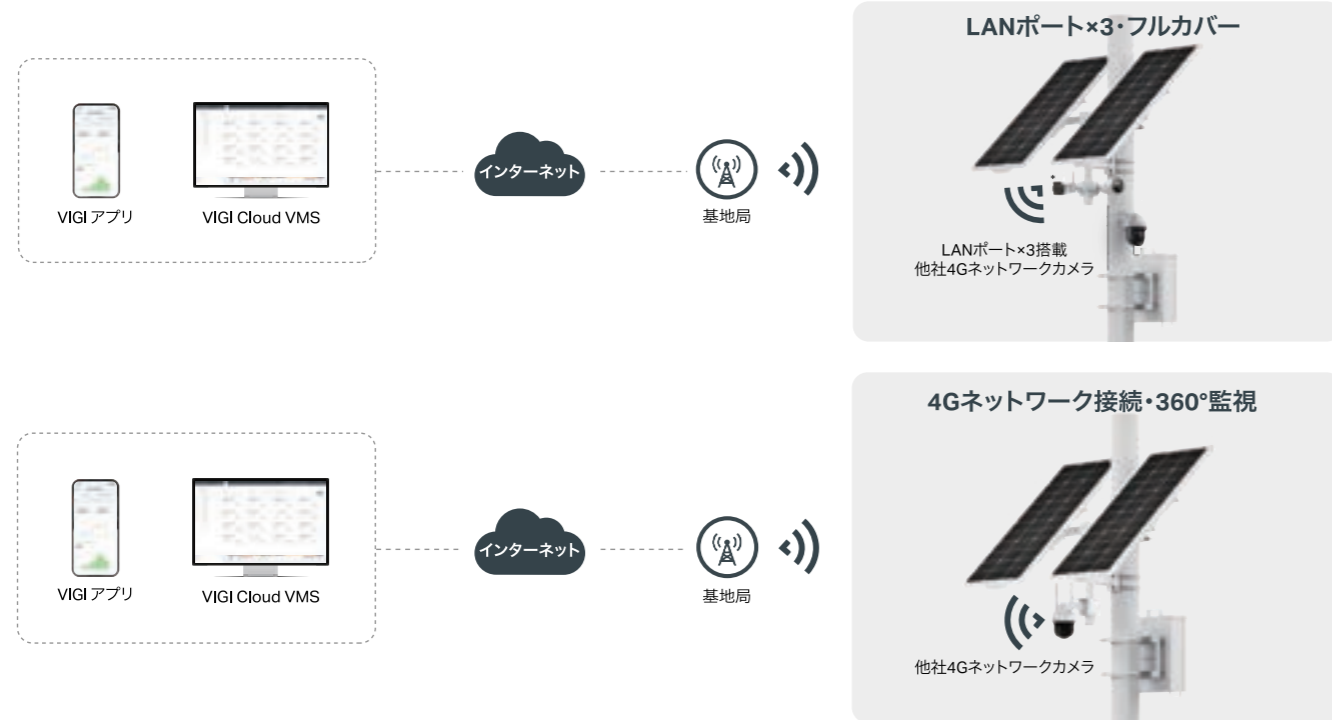 LANポート×3・フルカバー
インターネット
基地局
VIGI アプリ
VIGI Cloud VMS
LANポート×3搭載
他社4Gネットワークカメラ
4Gネットワーク接続・360°監視
インターネット
基地局
VIGI アプリ
VIGI Cloud VMS
他社4Gネットワークカメラ